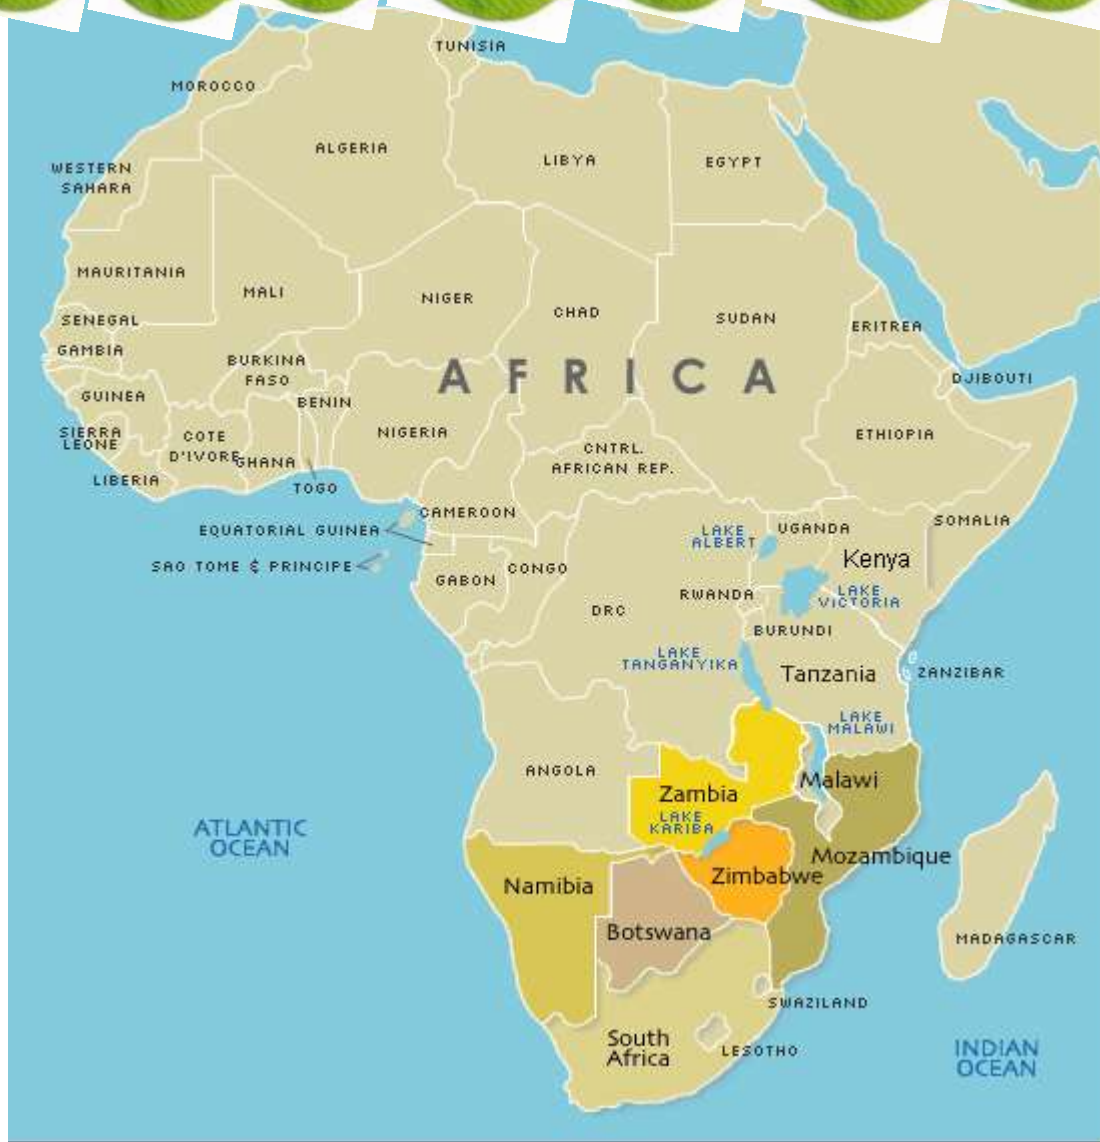 TUNISIA
MOROCCO
ALGERIA
LIBYA
EGYPT
WESTERN
SAHARA
MAURITANIA
MALI
NIGER
CHAD
SUDAN
ERITREA
SENEGAL
GAMBIA
BURKINA
FASO
AFRICA
DJIBOUTI
GUINEA
BENIN
SIERRA
LEONE
COTE
D'IVORE
GHANA
NIGERIA
CNTRL.
AFRICAN REP.
ETHIOPIA
LIBERIA
TOGO
CAMEROON
EQUATORIAL GUINEA
LAKE
ALBERT
UGANDA
SOMALIA
SAO TOME & PRINCIPE
GABON
CONGO
Kenya
DRC
RWANDA
LAKE
VICTORIA
BURUNDI
LAKE
TANGANYIKA
Tanzania
ZANZIBAR
LAKE
MALAWI
ANGOLA
Zambia
Malawi
LAKE
KARIBA
ATLANTIC
OCEAN
Mozambique
Namibia
Zimbabwe
Botswana
MADAGASCAR
SWAZILAND
South
Africa
LESOTHO
INDIAN
OCEAN